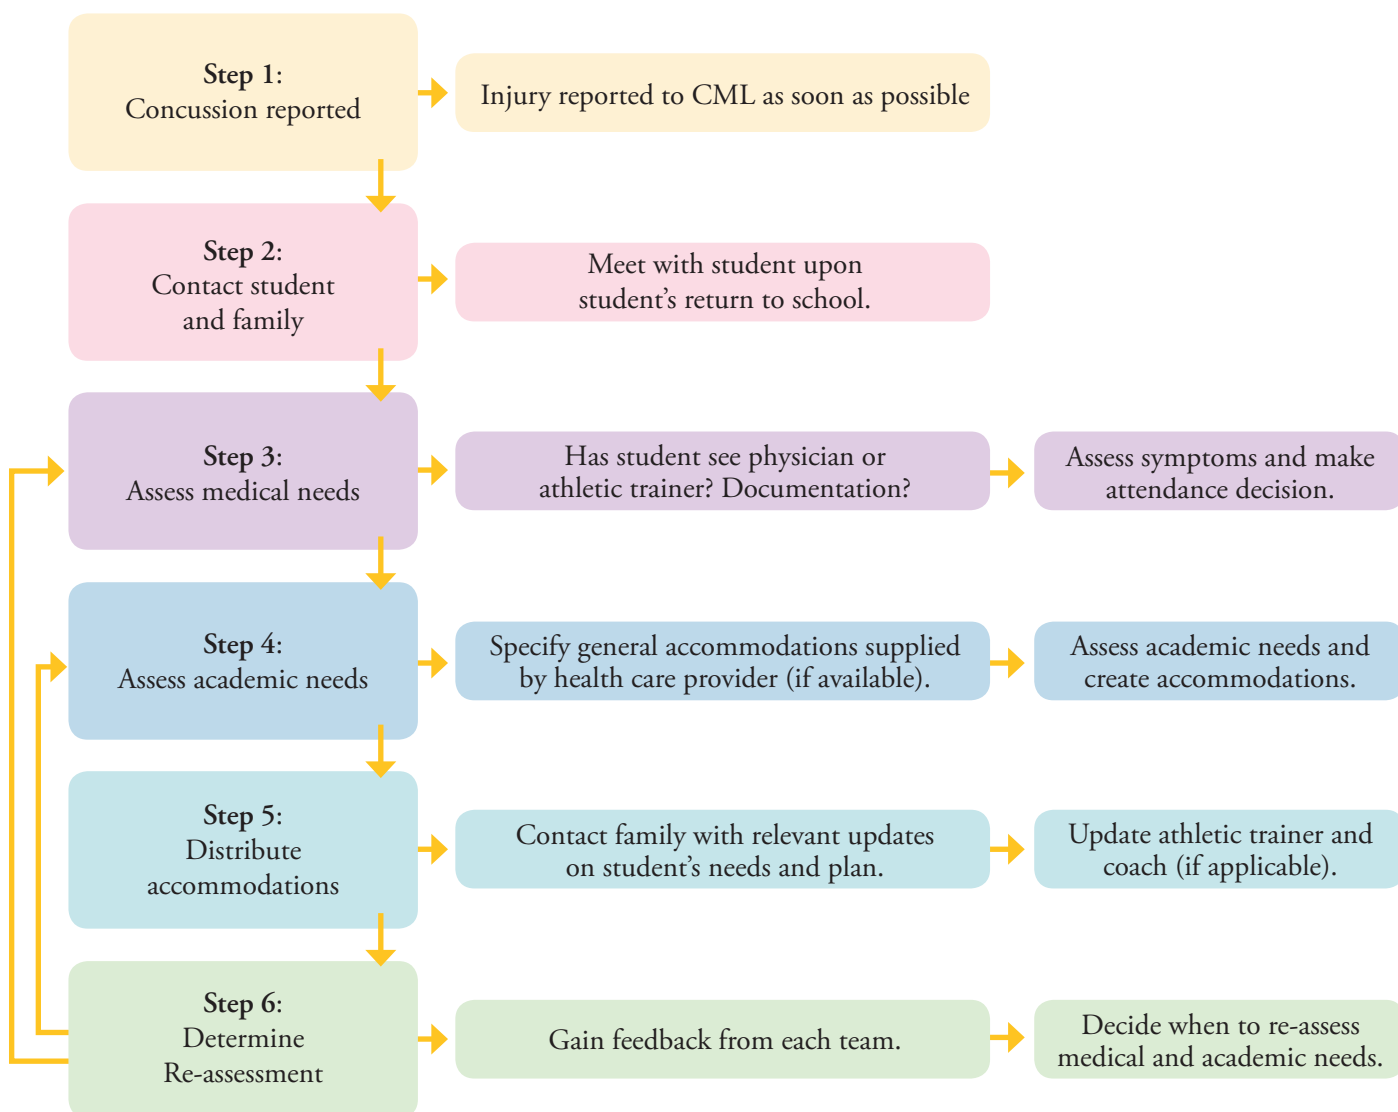 Step 1:
Concussion reported
Injury reported to CML as soon as possible
Step 2:
Contact student
and family
Meet with student upon
student’s return to school.
Step 3:
Assess medical needs
Has student see physician or
athletic trainer? Documentation?
Assess symptoms and make
attendance decision.
Step 4:
Assess academic needs
Specify general accommodations supplied
by health care provider (if available).
Assess academic needs and
create accommodations.
Step 5:
Distribute
accommodations
Contact family with relevant updates
on student’s needs and plan.
Update athletic trainer and
coach (if applicable).
Step 6:
Determine
Re-assessment
Gain feedback from each team.
Decide when to re-assess
medical and academic needs.